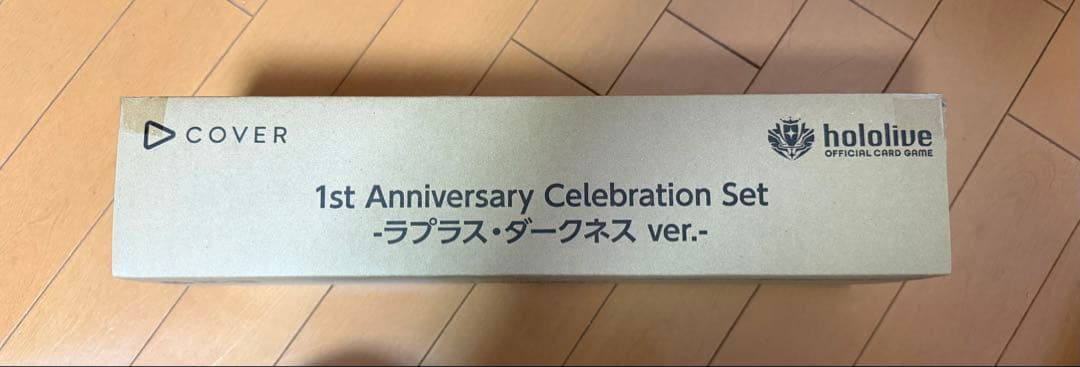 COVER
hololive
OFFICIAL CARD GAME
1st Anniversary Celebration Set
-ラプラス・ダークネス ver.-